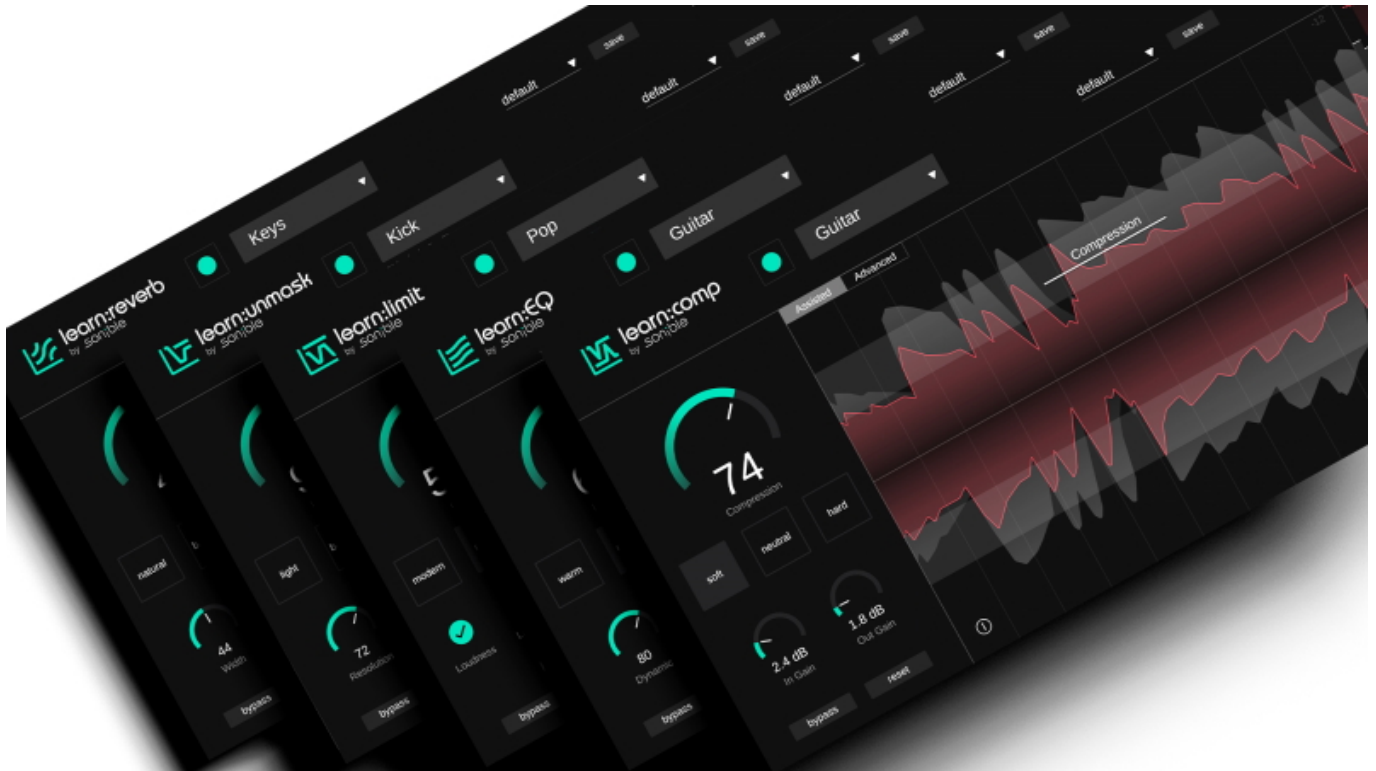 default
save
default
save
default
save
default
save
default
save
-12
Keys
Kick
Pop
Guitar
Guitar
learn:reverb
by sonible
learn:unmask
by sonible
learn:limit
by sonible
learn:EQ
by sonible
learn:comp
by sonible
Assisted
Advanced
Compression
5
74
Compression
natural
light
modern
warm
soft
neutral
hard
44
Width
72
Resolution
Loudness
80
Dynamic
2.4 dB
In Gain
1.8 dB
Out Gain
bypass
bypass
bypass
bypass
bypass
reset